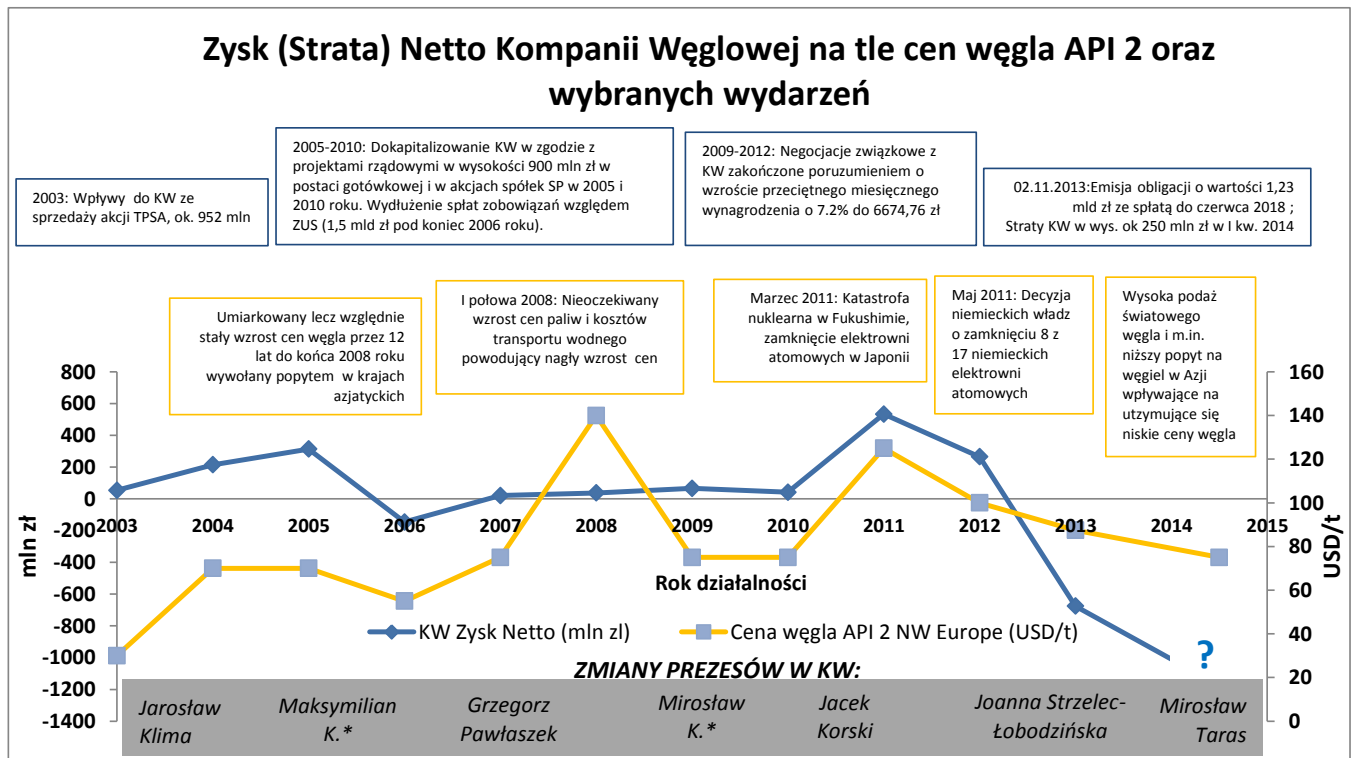 Zysk (Strata) Netto Kompanii Węglowej na tle cen węgla API 2 oraz
wybranych wydarzeń
2003: Wpływy do KW ze
sprzedaży akcji TPSA, ok. 952 mln
2005-2010: Dokapitalizowanie KW w zgodzie z
projektami rządowymi w wysokości 900 mln zł w
postaci gotówkowej i w akcjach spółek SP w 2005 i
2010 roku. Wydłużenie spłat zobowiązań względem
ZUS (1,5 mld zł pod koniec 2006 roku).
2009-2012: Negocjacje związkowe z
KW zakończone poruzumieniem o
wzroście przeciętnego miesięcznego
wynagrodzenia o 7.2% do 6674,76 zł
02.11.2013:Emisja obligacji o wartości 1,23
mld zł ze spłatą do czerwca 2018 ;
Straty KW w wys. ok 250 mln zł w I kw. 2014
Umiarkowany lecz względnie
stały wzrost cen węgla przez 12
lat do końca 2008 roku
wywołany popytem w krajach
azjatyckich
I połowa 2008: Nieoczekiwany
wzrost cen paliw i kosztów
transportu wodnego
powodujący nagły wzrost cen
Marzec 2011: Katastrofa
nuklearna w Fukushimie,
zamknięcie elektrowni
atomowych w Japonii
Maj 2011: Decyzja
niemieckich władz
o zamknięciu 8 z
17 niemieckich
elektrowni
atomowych
Wysoka podaż
światowego
węgla i m.in.
niższy popyt na
węgiel w Azji
wpływające na
utzymujące się
niskie ceny węgla
800
600
400
200
0
-200
-400
-600
-800
-1000
-1200
-1400
mln zł
2003 2004 2005 2006 2007 2008 2009 2010 2011 2012 2013 2014 2015
Rok działalności
160
140
120
100
80
60
40
20
0
USD/t
KW Zysk Netto (mln zl)
Cena węgla API 2 NW Europe (USD/t)
?
ZMIANY PREZESÓW W KW:
Jarosław
Klima
Maksymilian
K.*
Grzegorz
Pawłaszek
Mirosław
K.*
Jacek
Korski
Joanna Strzelec-
Łobodzińska
Mirosław
Taras